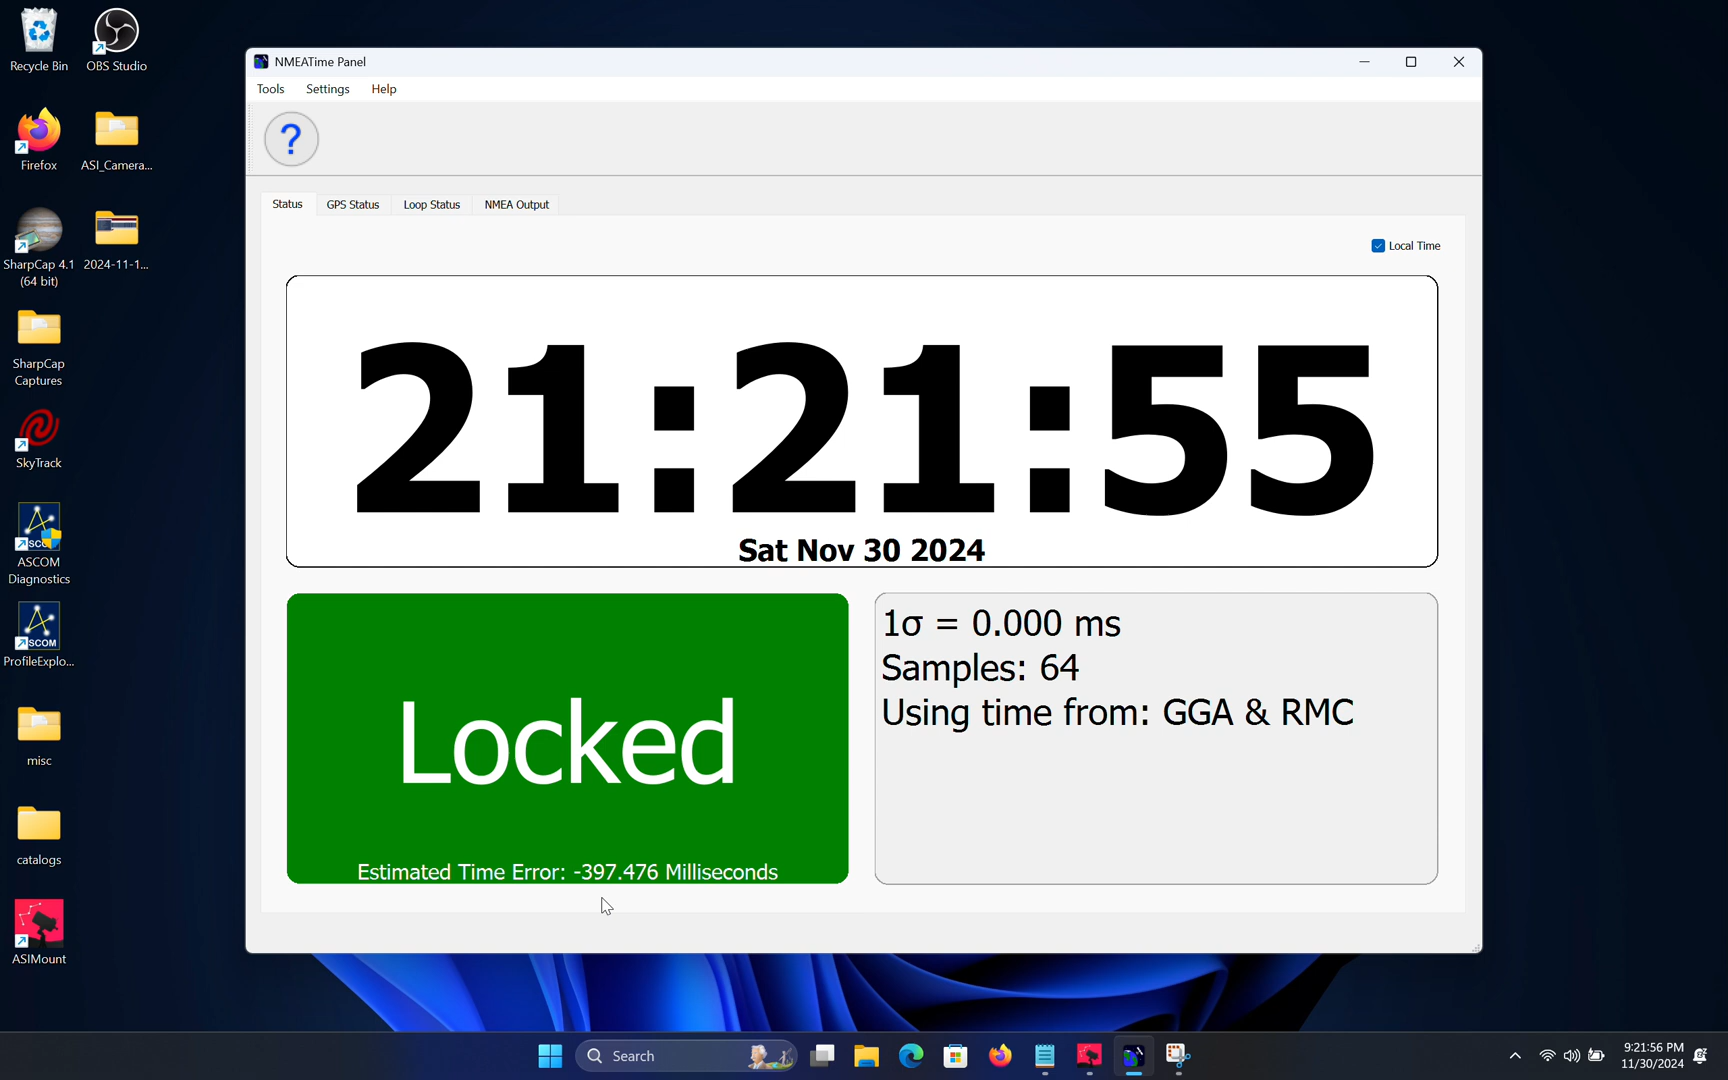 Recycle Bin
OBS Studio
Firefox
ASI_Camera...
SharpCap 4.1
(64 bit)
2024-11-1...
SharpCap
Captures
SkyTrack
ASCOM
Diagnostics
SCOM
ProfileExplo...
misc
catalogs
ASIMount
NMEATime Panel
Tools
Settings
Help
?
Status
GPS Status
Loop Status
NMEA Output
Local Time
21:21:55
Sat Nov 30 2024
Locked
Estimated Time Error: -397.476 Milliseconds
1σ = 0.000 ms
Samples: 64
Using time from: GGA & RMC
Search
9:21:56 PM
11/30/2024